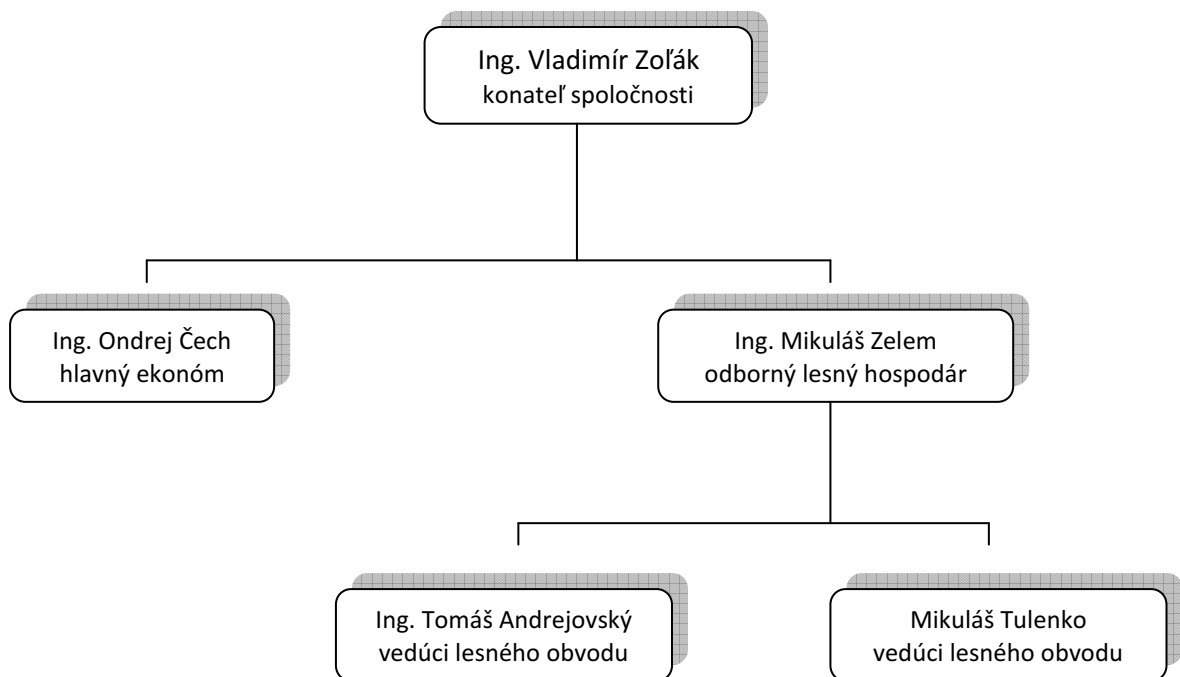 Ing. Vladimír Zoľák
konateľ spoločnosti
Ing. Ondrej Čech
hlavný ekonóm
Ing. Mikuláš Zelem
odborný lesný hospodár
Ing. Tomáš Andrejovský
vedúci lesného obvodu
Mikuláš Tulenko
vedúci lesného obvodu